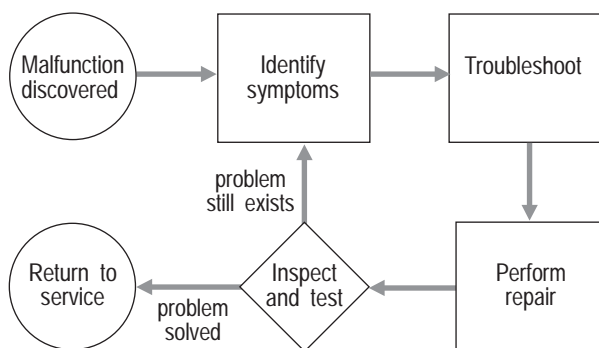 Malfunction
discovered
Identify
symptoms
Troubleshoot
problem
still exists
Return to
service
problem
solved
Inspect
and test
Perform
repair